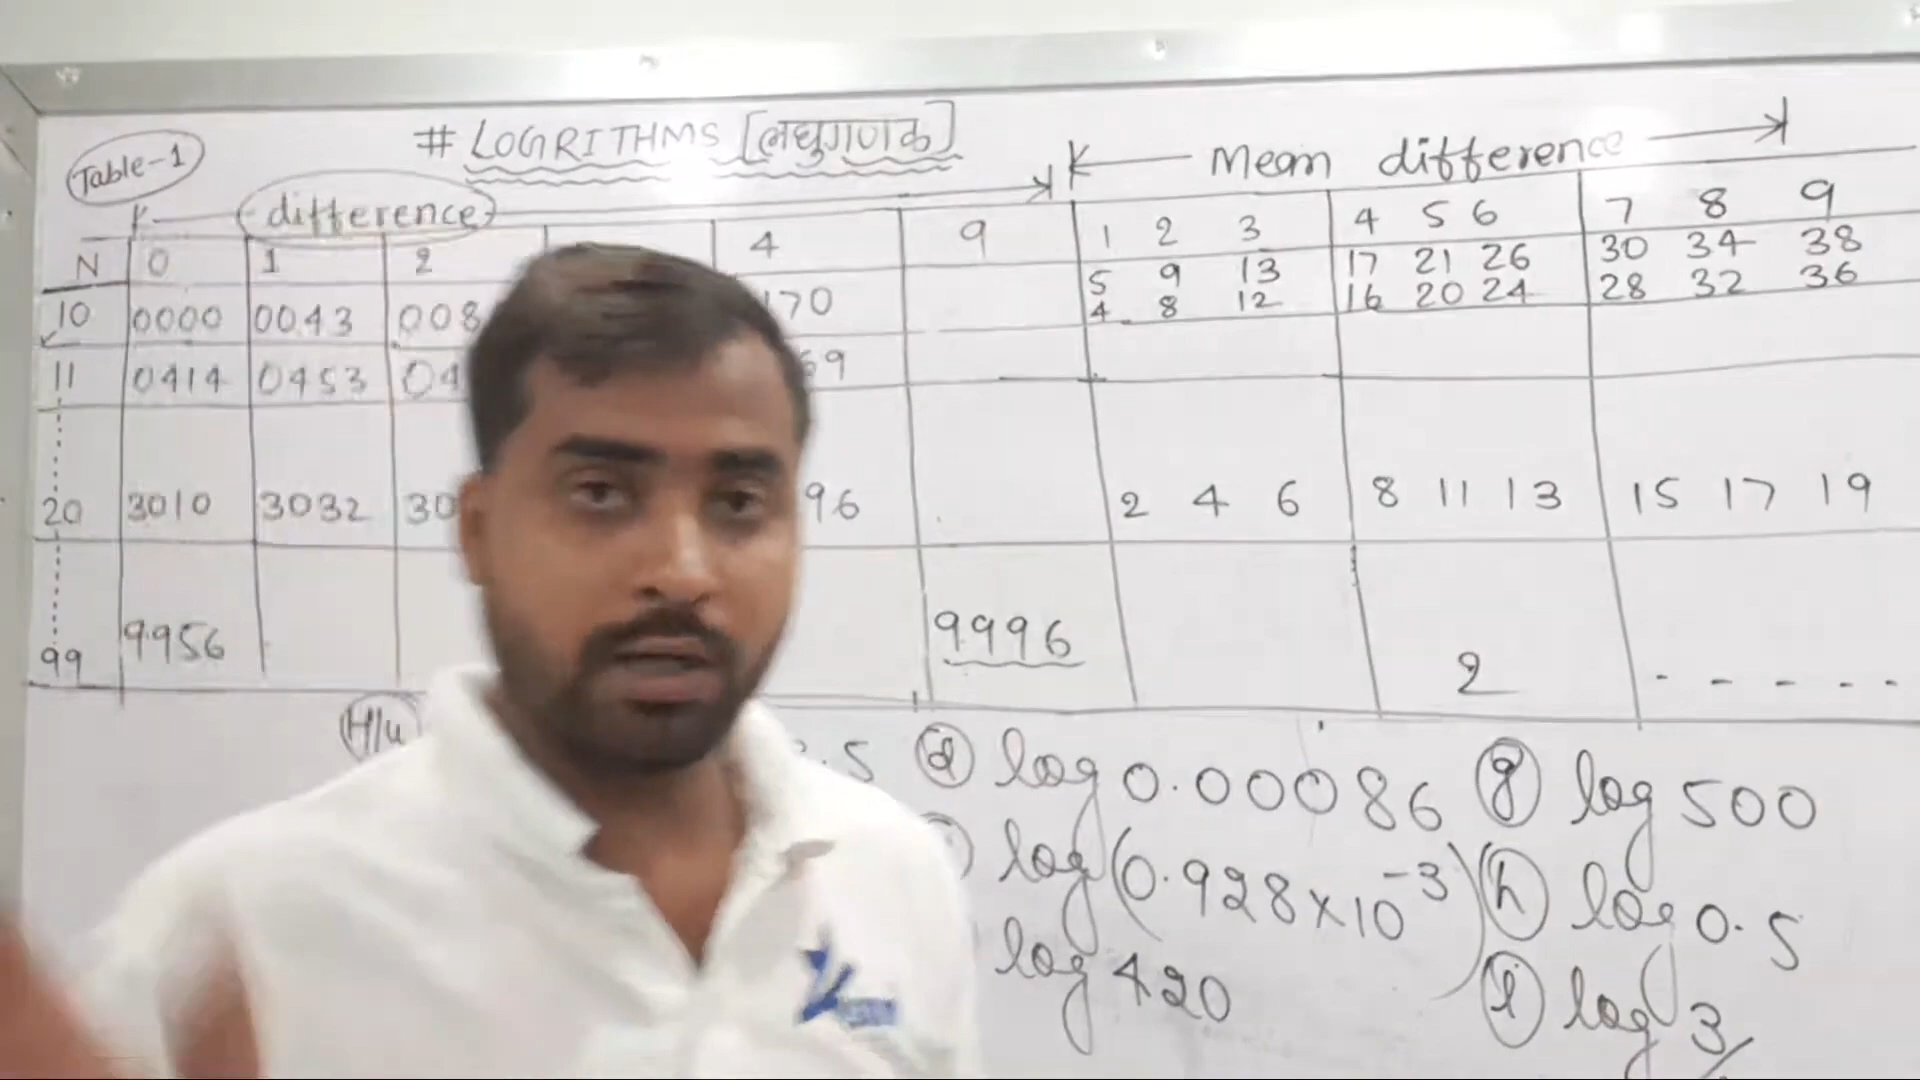 # LOGRITHMS [लघुगणक]
Table-1
Mean difference
difference
N 0 1 2 4 9 1 2 3 4 5 6 7 8 9
10 0000 0043 008 170 5 9 13 17 21 26 30 34 38
4 8 12 16 20 24 28 32 36
11 0414 0453 04 69
20 3010 3032 30 96 2 4 6 8 11 13 15 17 19
99 9956 9996 2 - - - - -
H/w .5 (d) log 0.00086 (g) log 500
log (0.928×10⁻³) (h) log 0.5
log 420 (i) log 3/